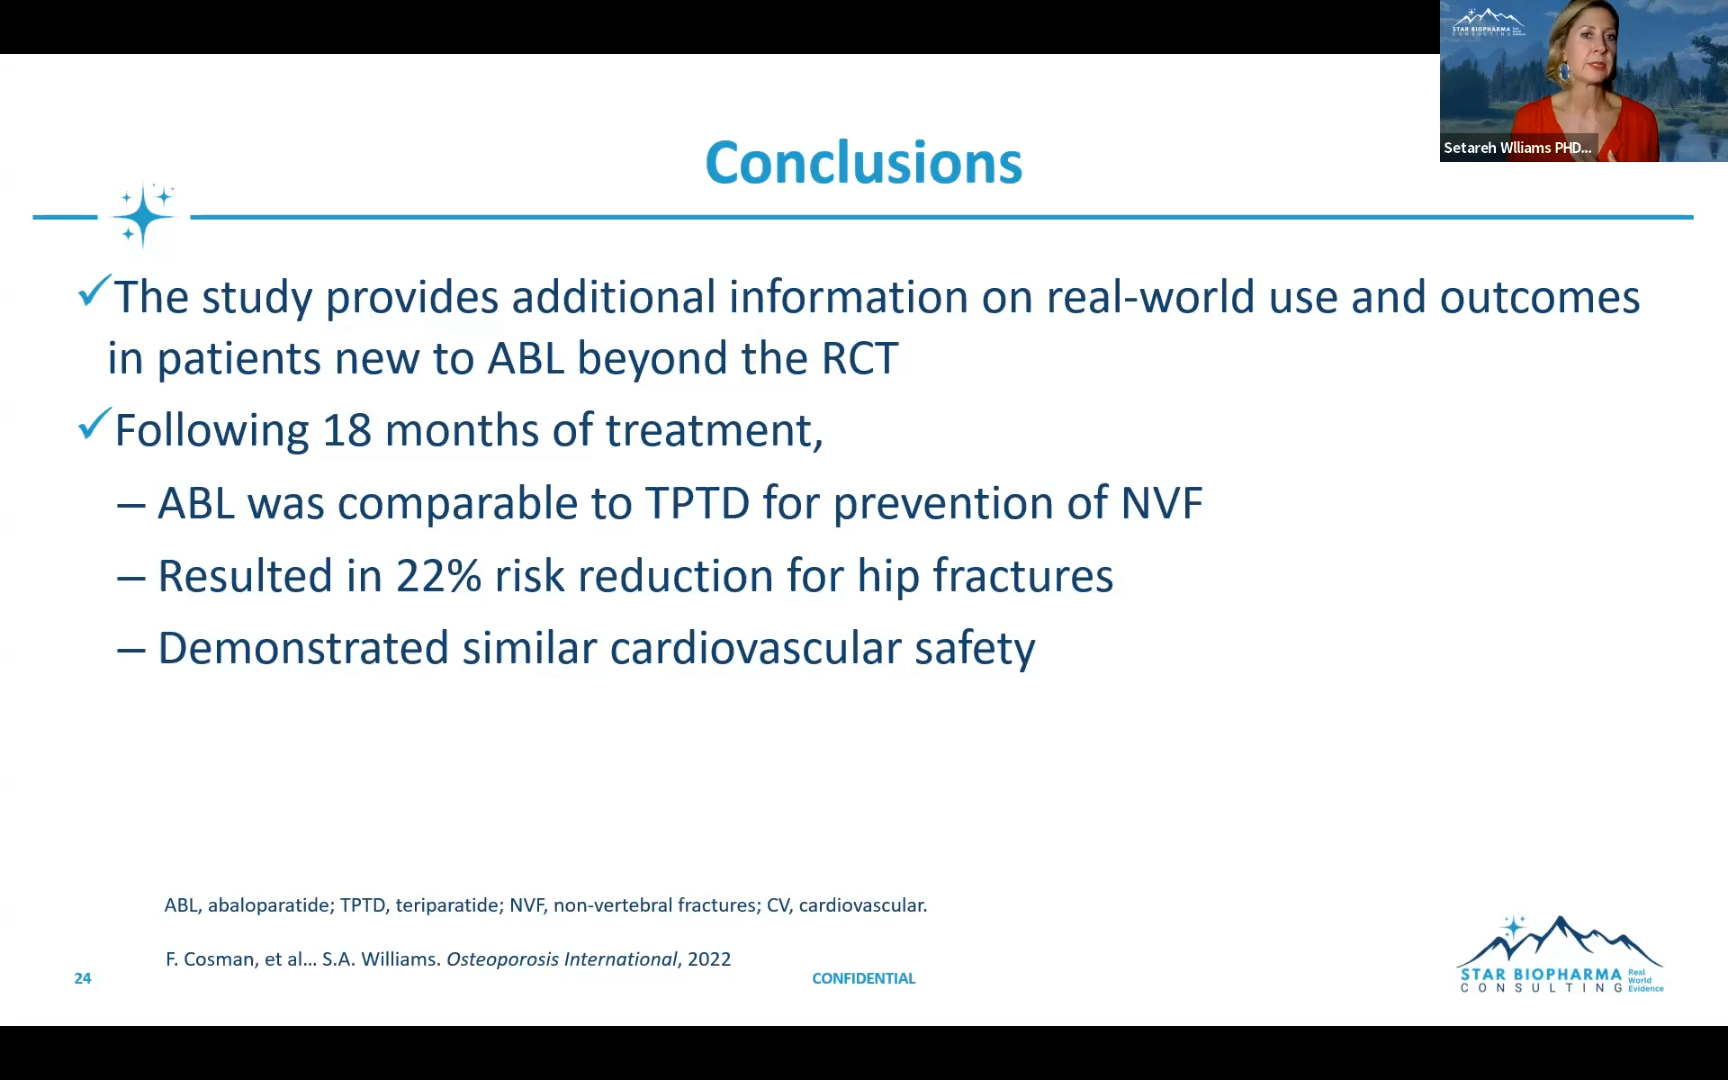 STAR BIOPHARMA
CONSULTING
Setareh Wlliams PHD...
Conclusions
✓The study provides additional information on real-world use and outcomes
in patients new to ABL beyond the RCT
✓Following 18 months of treatment,
– ABL was comparable to TPTD for prevention of NVF
– Resulted in 22% risk reduction for hip fractures
– Demonstrated similar cardiovascular safety
ABL, abaloparatide; TPTD, teriparatide; NVF, non-vertebral fractures; CV, cardiovascular.
F. Cosman, et al... S.A. Williams. Osteoporosis International, 2022
24
CONFIDENTIAL
STAR BIOPHARMA
CONSULTING
Real
World
Evidence